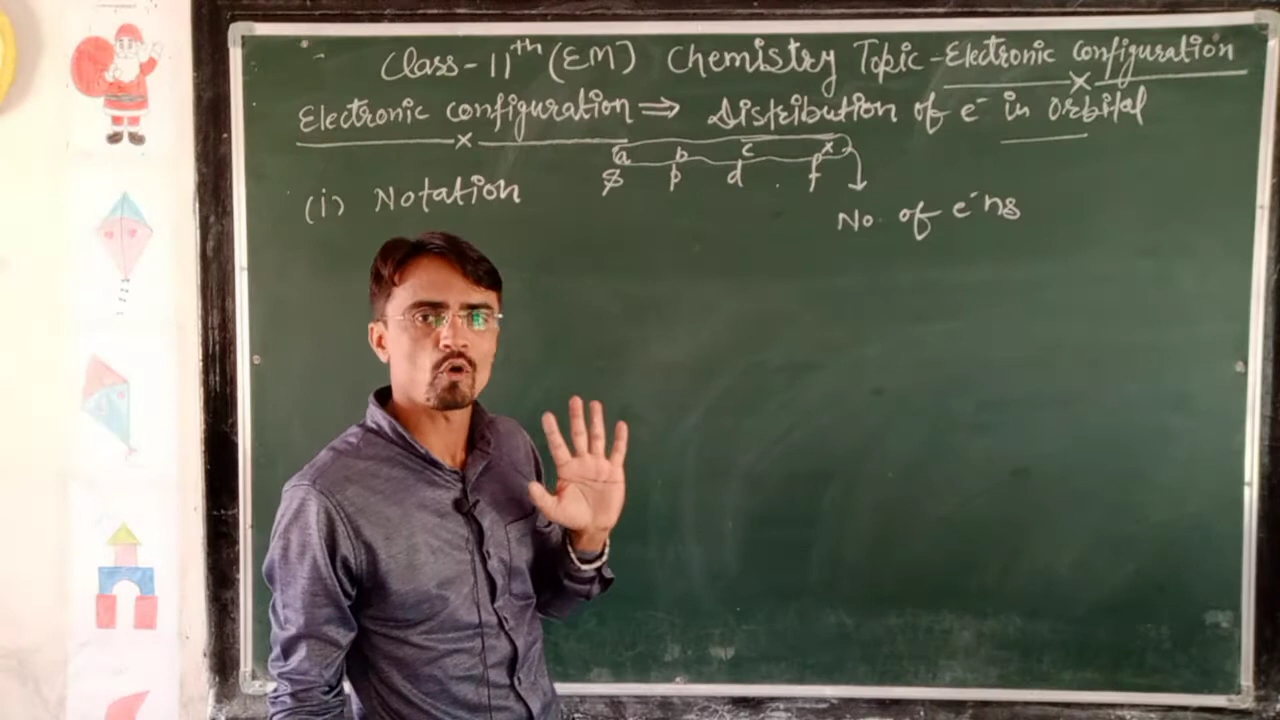 Class-11th (EM) Chemistry Topic-Electronic configuration
Electronic configuration ⇒ Distribution of e⁻ in orbital
a b c x
(i) Notation s p d . f
No. of e⁻ns